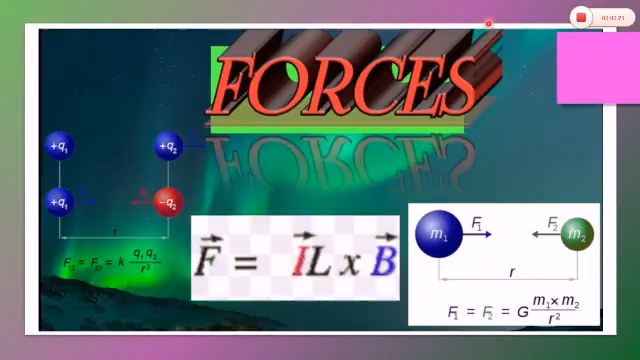 00:00:21
FORCES
+q₁
+q₂
+q₁
−q₂
r
F₁₂ = F₂₁ = k q₁q₂/r²
F⃗ = I⃗L x B⃗
m₁ F₁ F₂ m₂
r
F₁ = F₂ = G m₁×m₂/r²